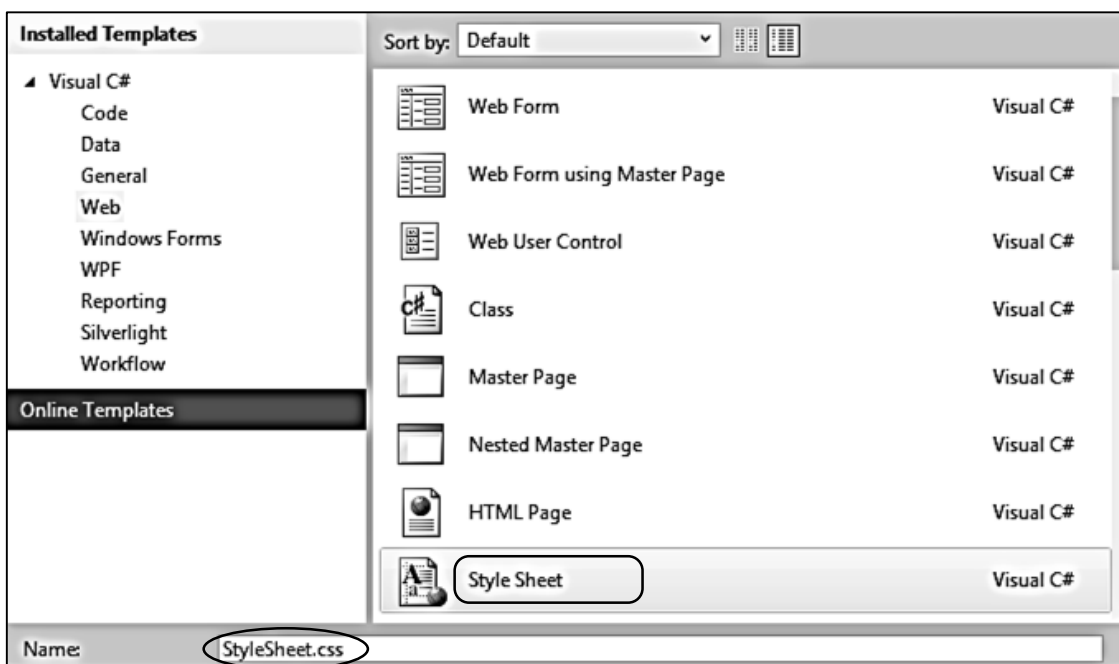 Installed Templates
Sort by: Default
Visual C#
Code
Data
General
Web
Windows Forms
WPF
Reporting
Silverlight
Workflow
Online Templates
Web Form Visual C#
Web Form using Master Page Visual C#
Web User Control Visual C#
Class Visual C#
Master Page Visual C#
Nested Master Page Visual C#
HTML Page Visual C#
Style Sheet Visual C#
Name: StyleSheet.css